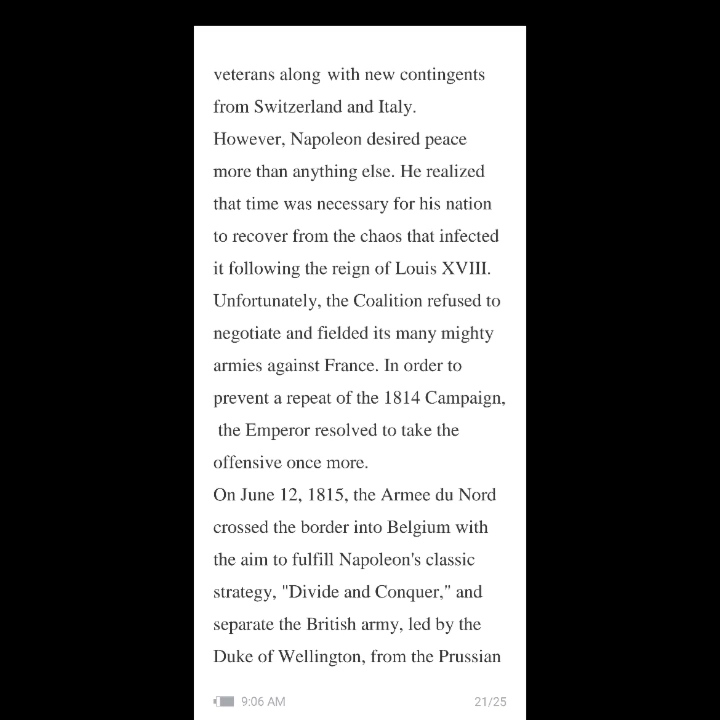 veterans along with new contingents
from Switzerland and Italy.
However, Napoleon desired peace
more than anything else. He realized
that time was necessary for his nation
to recover from the chaos that infected
it following the reign of Louis XVIII.
Unfortunately, the Coalition refused to
negotiate and fielded its many mighty
armies against France. In order to
prevent a repeat of the 1814 Campaign,
the Emperor resolved to take the
offensive once more.
On June 12, 1815, the Armee du Nord
crossed the border into Belgium with
the aim to fulfill Napoleon's classic
strategy, "Divide and Conquer," and
separate the British army, led by the
Duke of Wellington, from the Prussian
9:06 AM 21/25